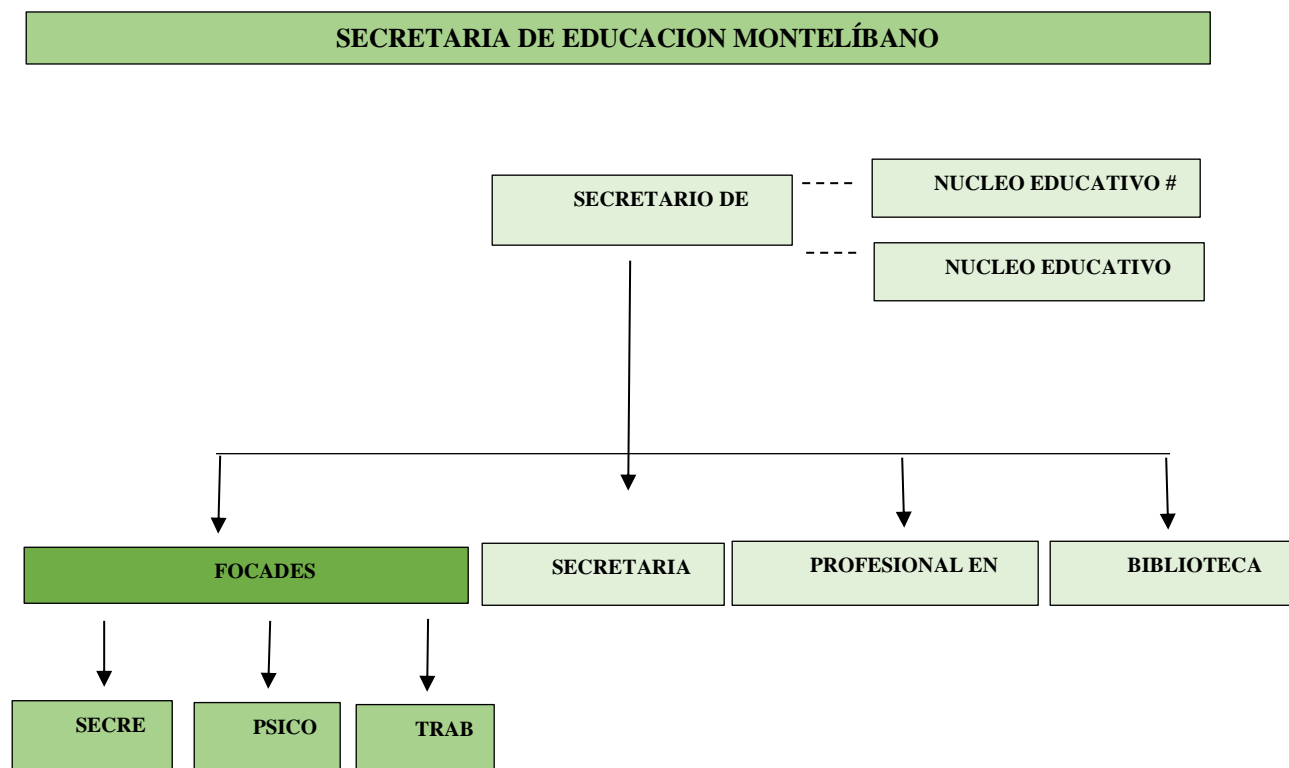 SECRETARIA DE EDUCACION MONTELÍBANO
SECRETARIO DE
NUCLEO EDUCATIVO #
NUCLEO EDUCATIVO
FOCADES
SECRETARIA
PROFESIONAL EN
BIBLIOTECA
SECRE
PSICO
TRAB